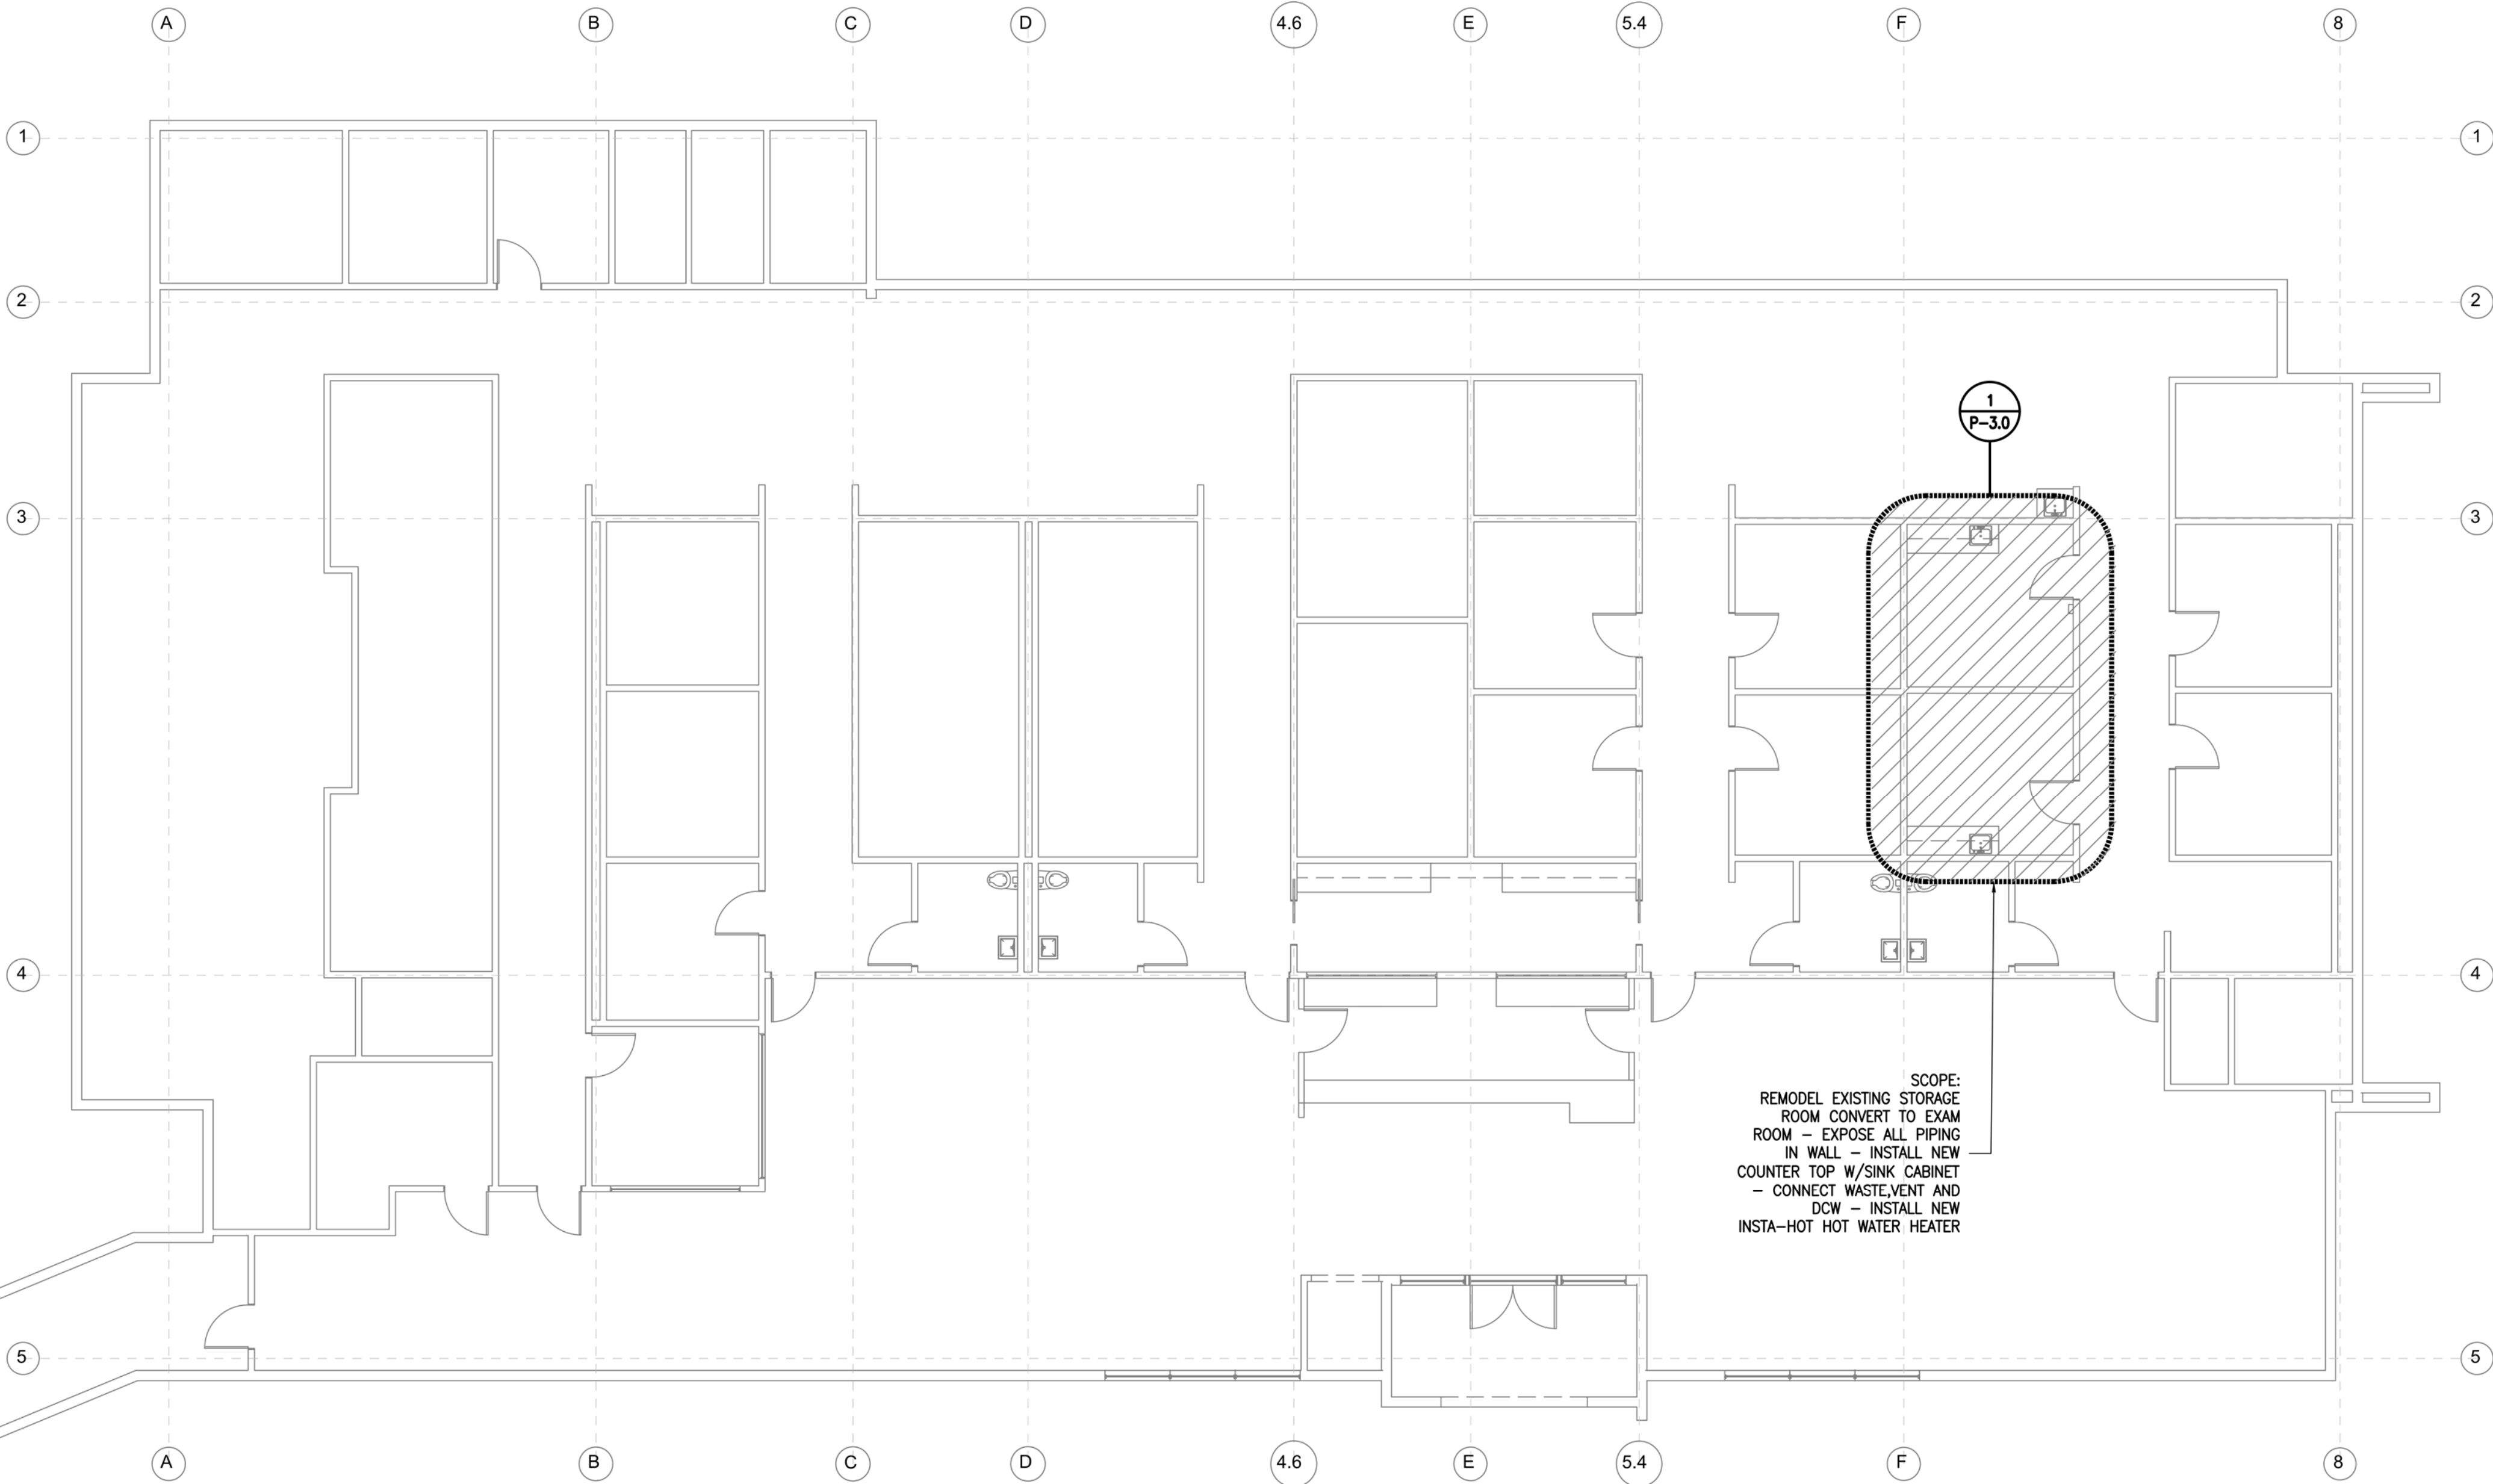 A B C D 4.6 E 5.4 F 8
1 1
2 2
1
P-3.0
3 3
4 4
SCOPE:
REMODEL EXISTING STORAGE
ROOM CONVERT TO EXAM
ROOM - EXPOSE ALL PIPING
IN WALL - INSTALL NEW
COUNTER TOP W/SINK CABINET
- CONNECT WASTE,VENT AND
DCW - INSTALL NEW
INSTA-HOT HOT WATER HEATER
5 5
A B C D 4.6 E 5.4 F 8